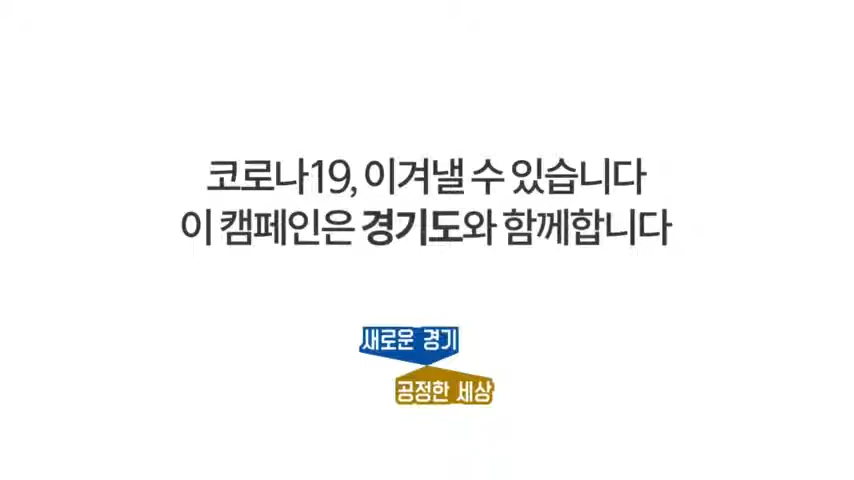 코로나19, 이겨낼 수 있습니다
이 캠페인은 경기도와 함께합니다
새로운 경기
공정한 세상